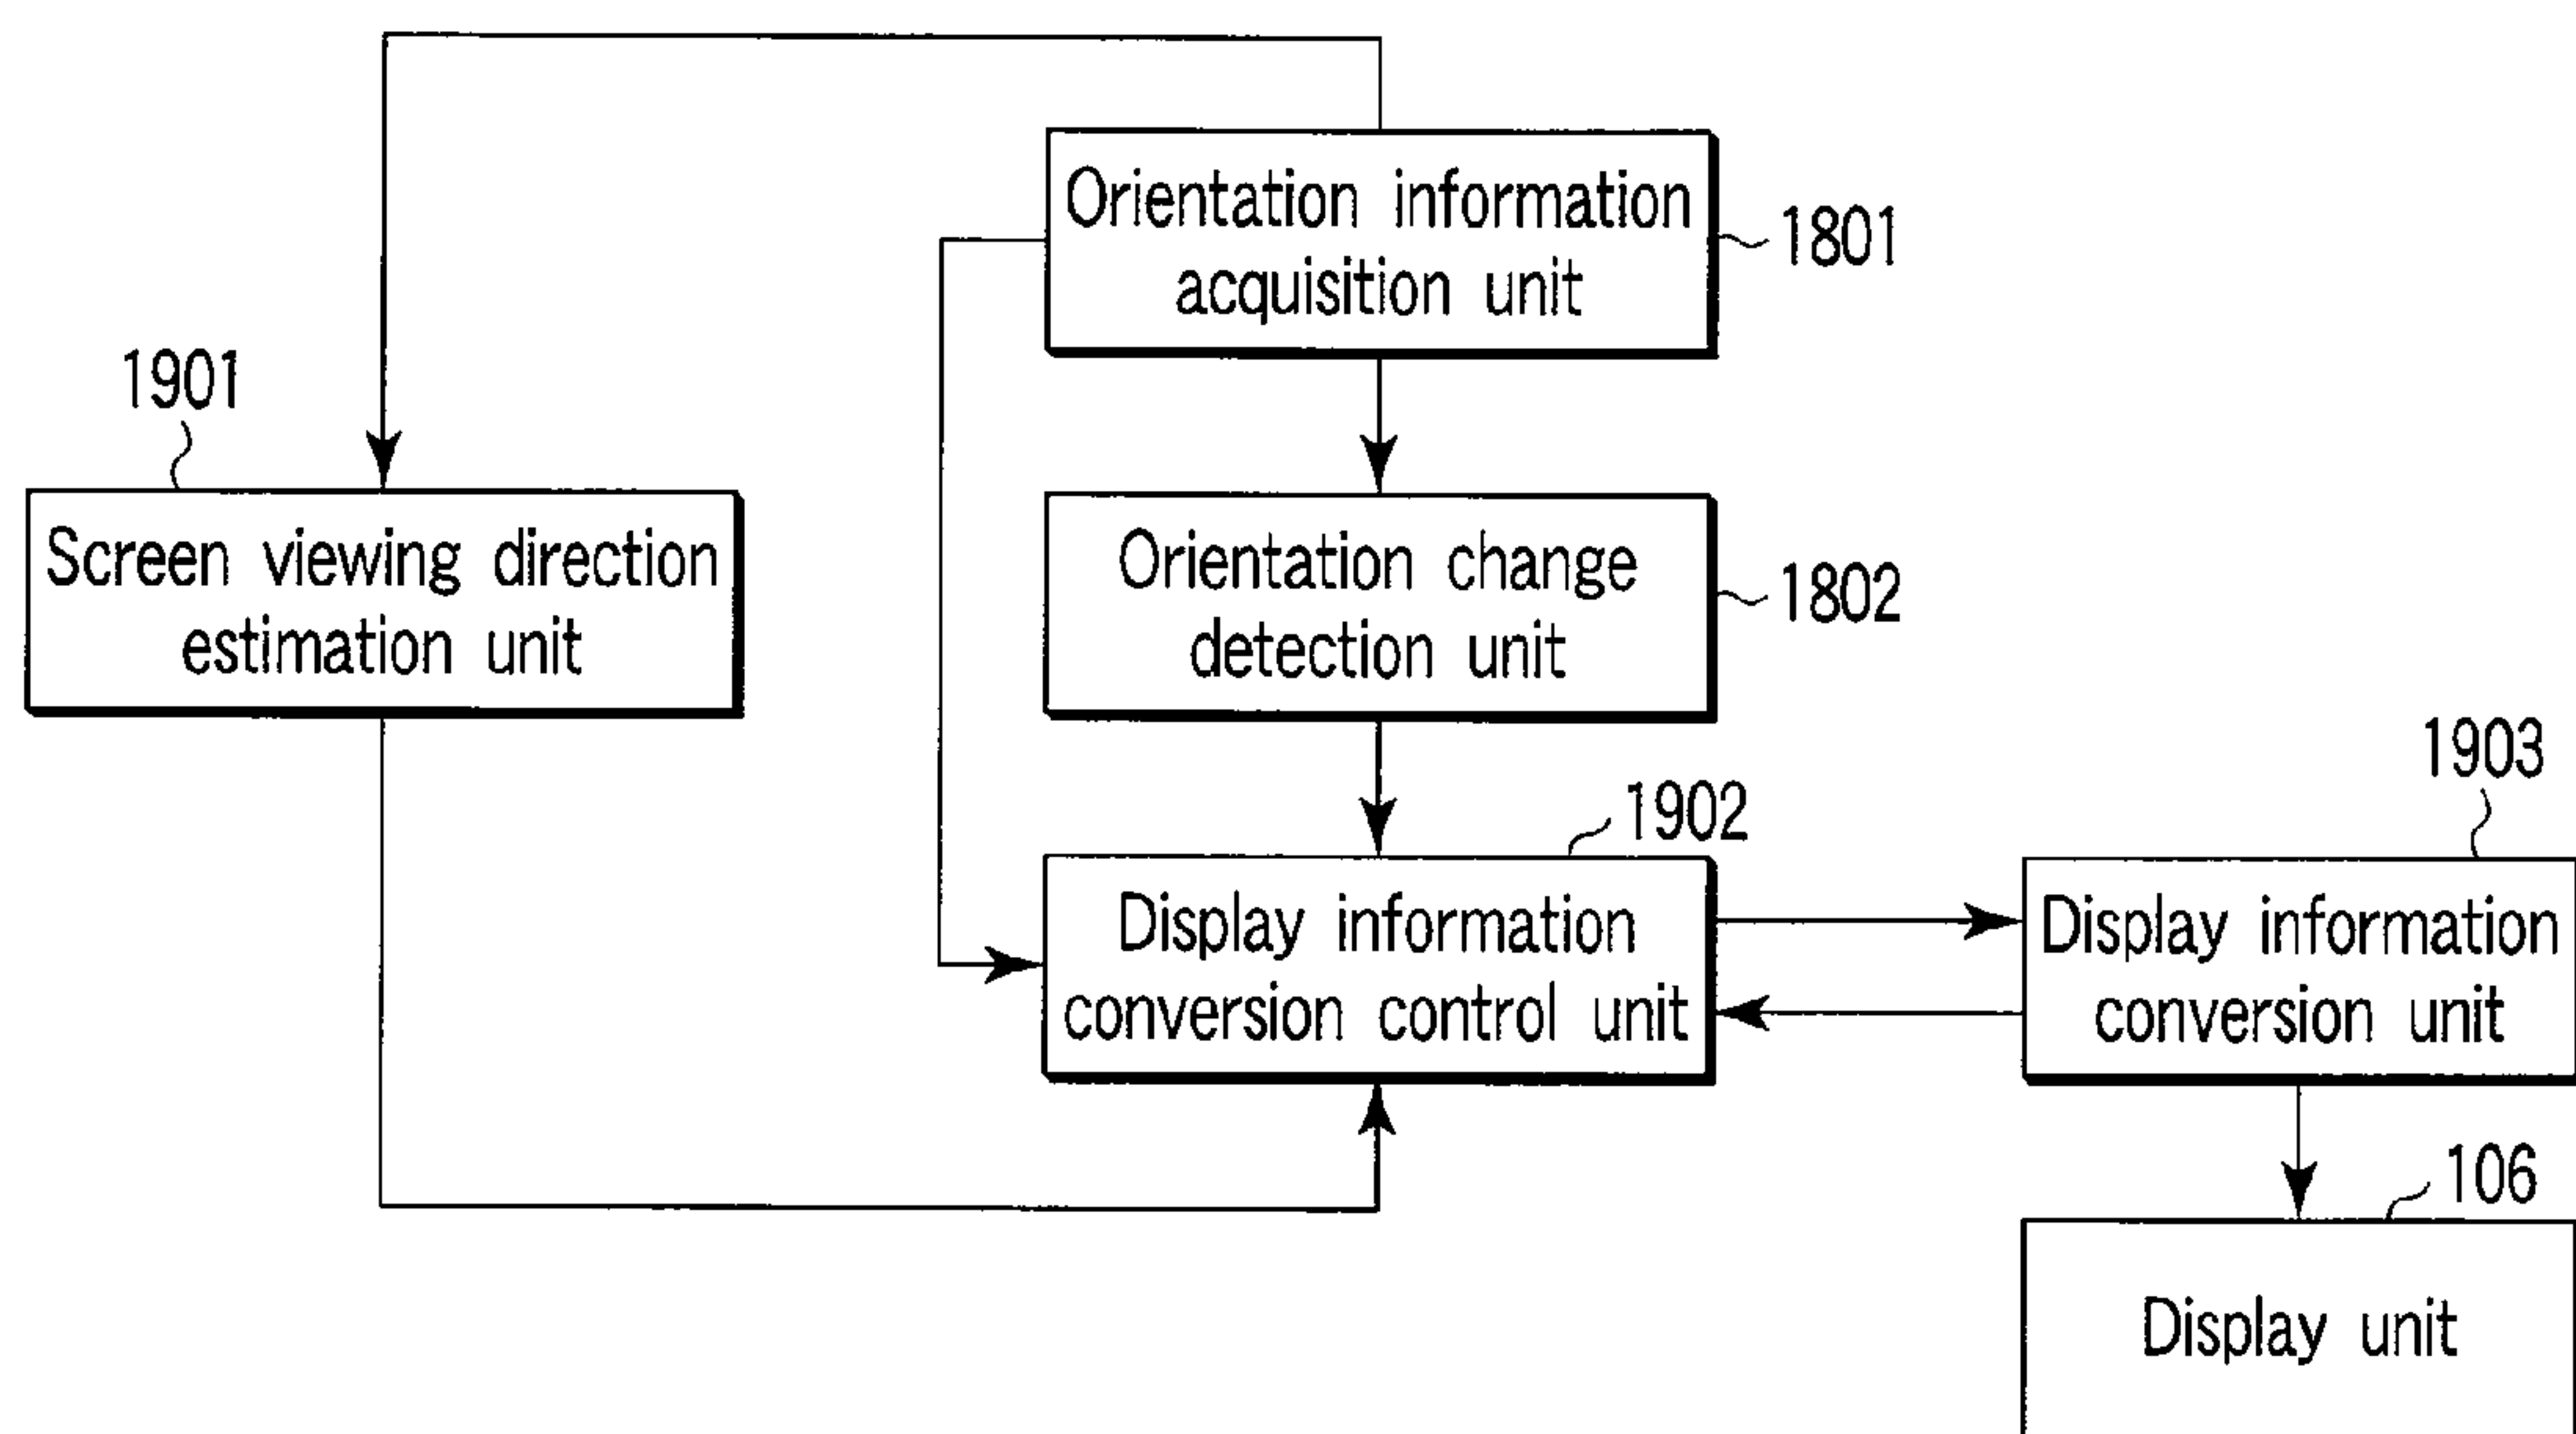 Orientation information
acquisition unit
1801
1901
Screen viewing direction
estimation unit
Orientation change
detection unit
1802
1902
Display information
conversion control unit
1903
Display information
conversion unit
106
Display unit